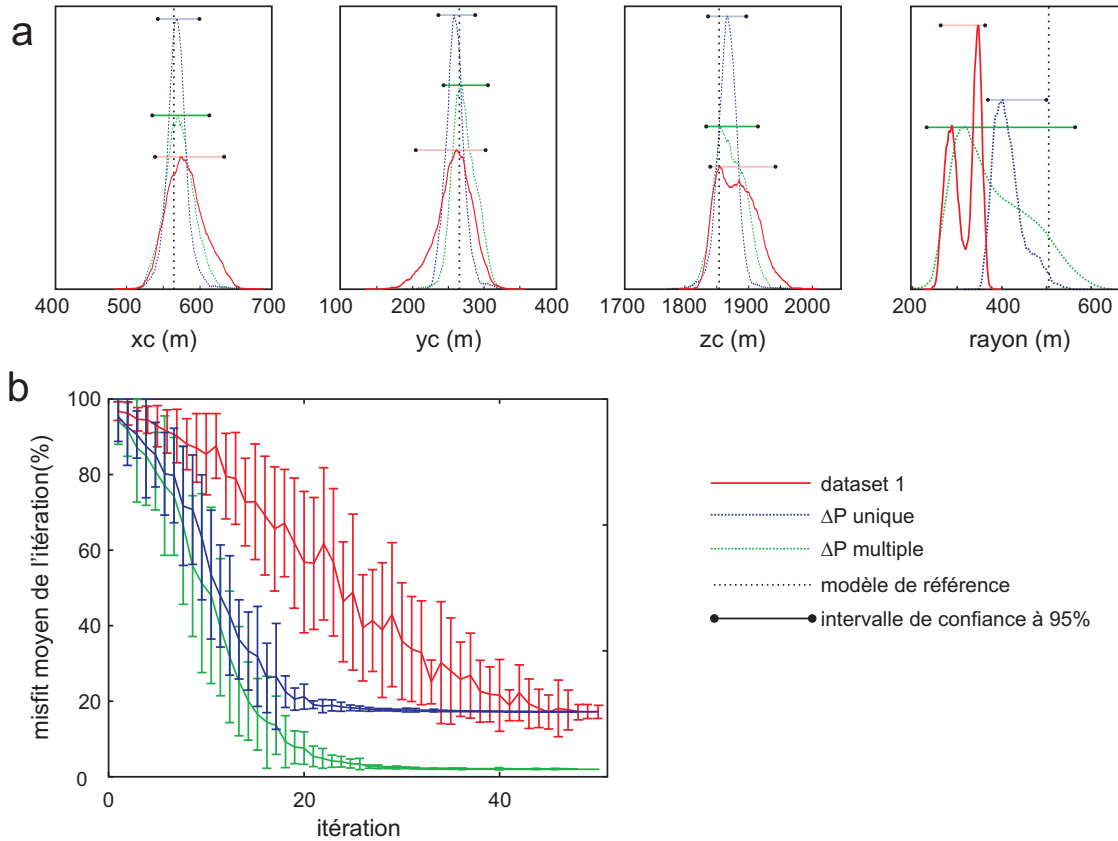 a
400 500 600 700
xc (m)
100 200 300 400
yc (m)
1700 1800 1900 2000
zc (m)
200 400 600
rayon (m)
b
100
80
60
40
20
0
misfit moyen de l'itération(%)
0 20 40
itération
dataset 1
ΔP unique
ΔP multiple
modèle de référence
intervalle de confiance à 95%